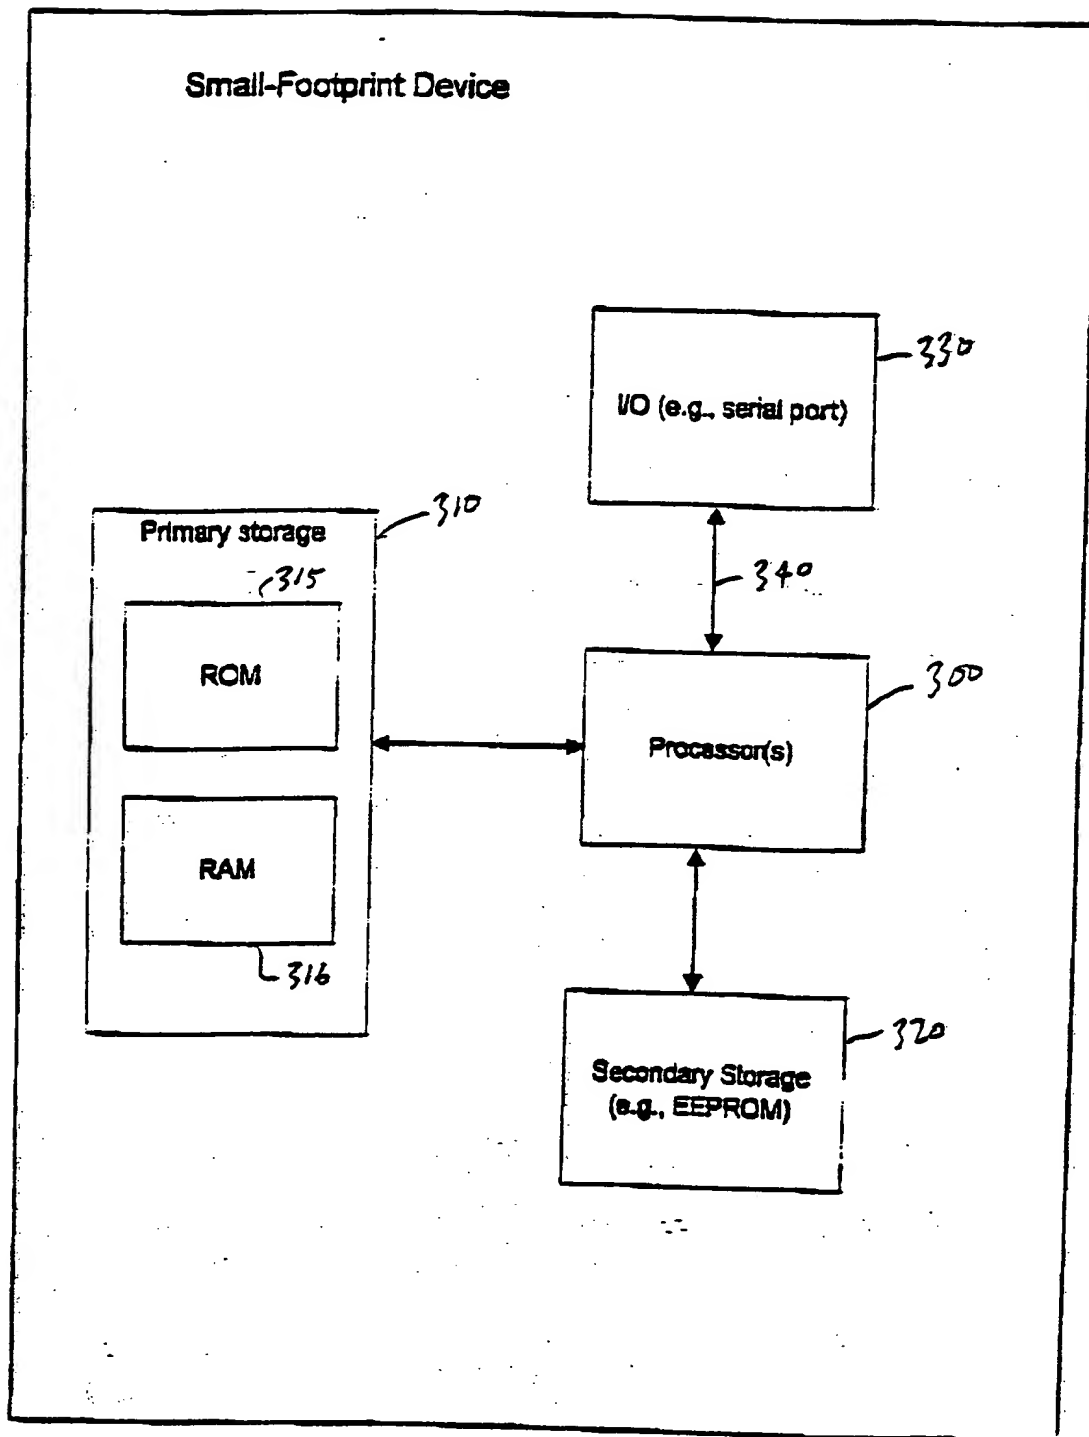 Small-Footprint Device
330
I/O (e.g., serial port)
310
Primary storage
315
340
ROM
300
Processor(s)
RAM
316
320
Secondary Storage
(e.g., EEPROM)